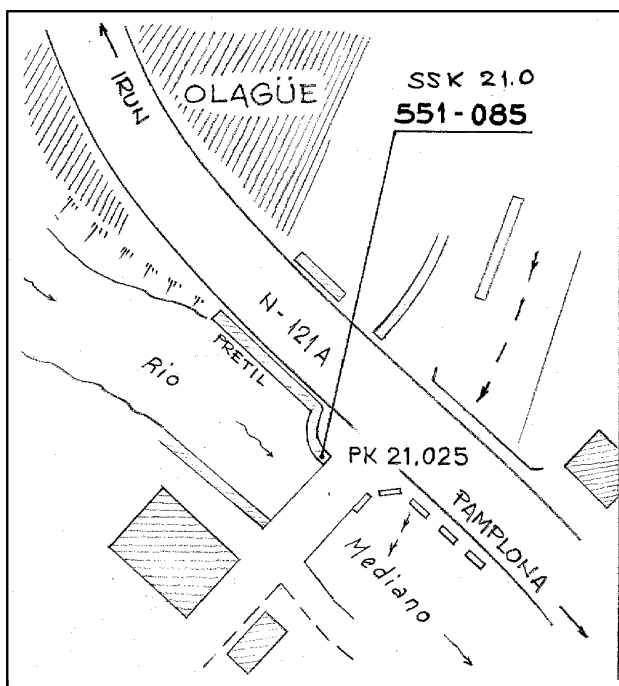 IRUN
OLAGÜE
SSK 21.0
551-085
N-121A
PRETIL
RÍO
PK 21,025
PAMPLONA
Mediano